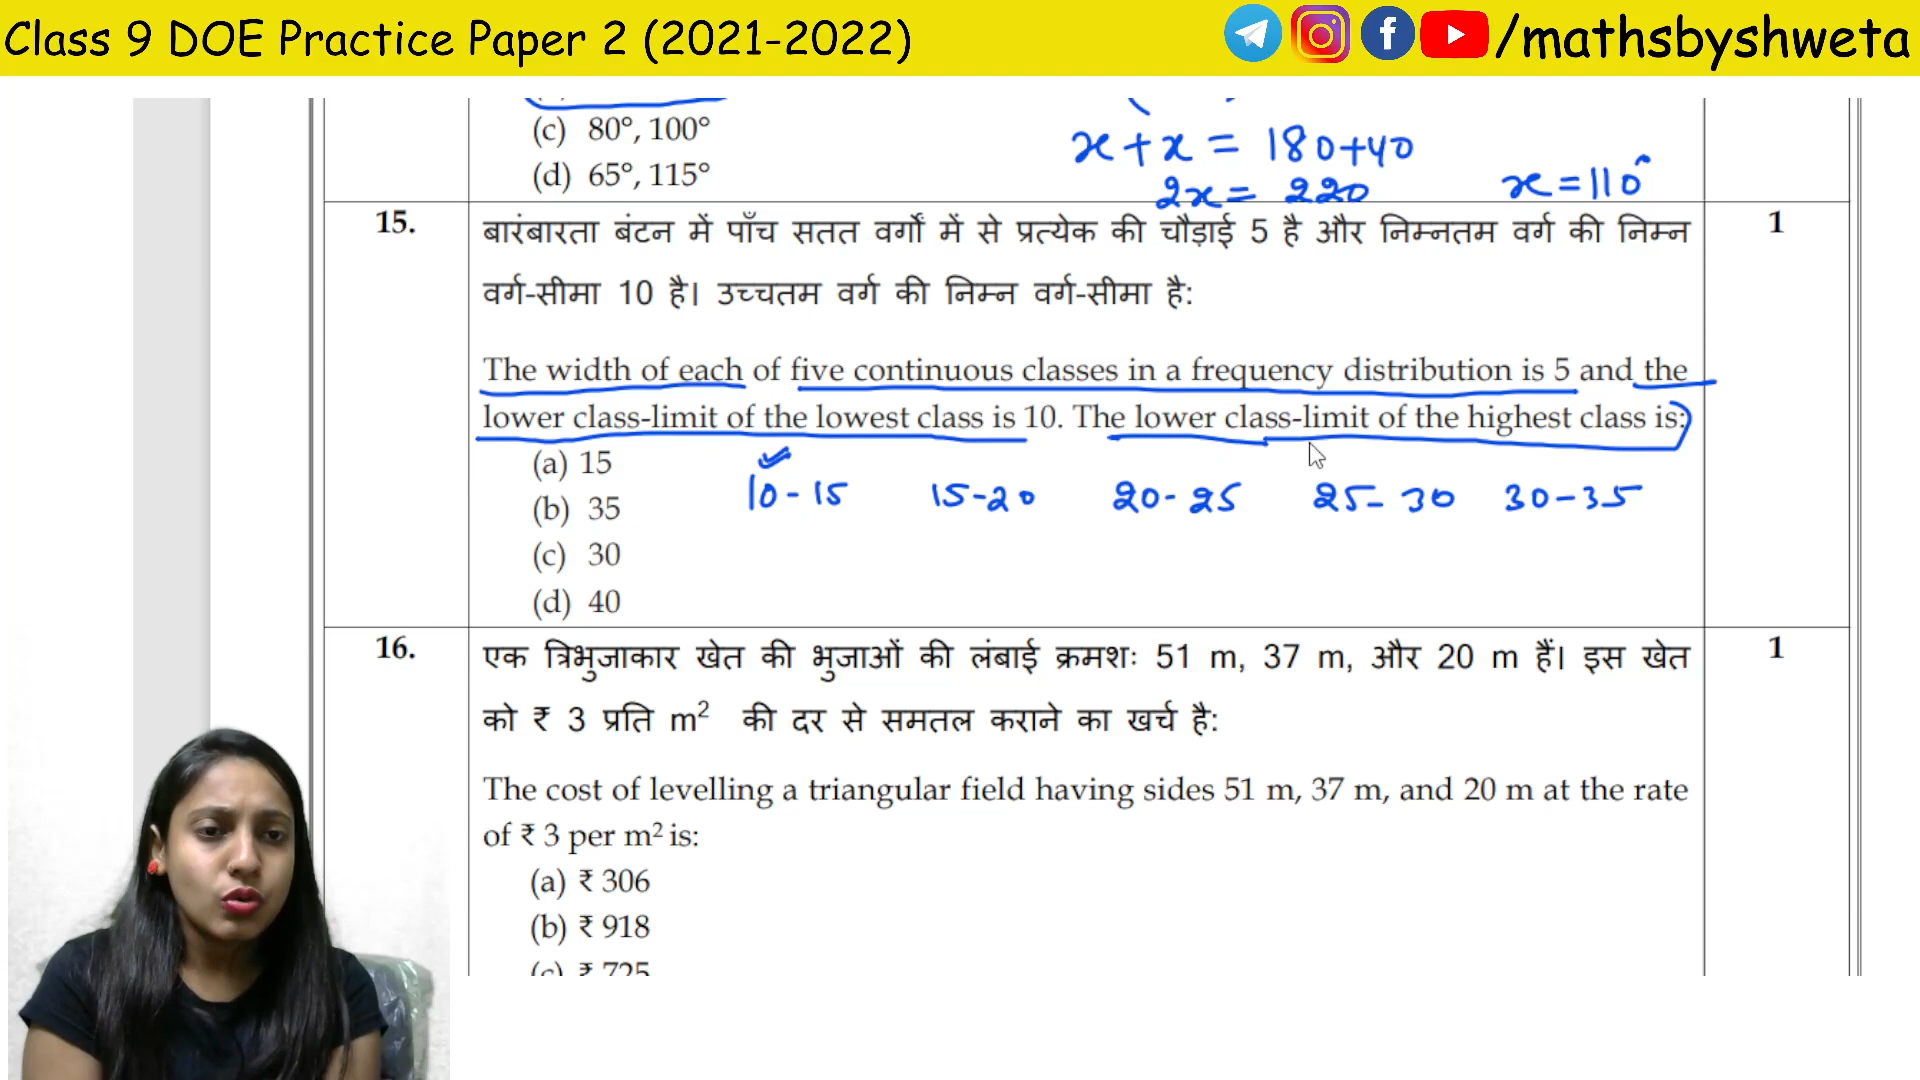 Class 9 DOE Practice Paper 2 (2021-2022)
/mathsbyshweta
(c) 80°, 100°
(d) 65°, 115°
x + x = 180+40
2x = 220
x = 110°
15.
बारंबारता बंटन में पाँच सतत वर्गों में से प्रत्येक की चौड़ाई 5 है और निम्नतम वर्ग की निम्न
1
वर्ग-सीमा 10 है। उच्चतम वर्ग की निम्न वर्ग-सीमा है:
The width of each of five continuous classes in a frequency distribution is 5 and the
lower class-limit of the lowest class is 10. The lower class-limit of the highest class is:
(a) 15
10 - 15 15-20 20-25 25-30 30-35
(b) 35
(c) 30
(d) 40
16.
एक त्रिभुजाकार खेत की भुजाओं की लंबाई क्रमशः 51 m, 37 m, और 20 m हैं। इस खेत
1
को ₹ 3 प्रति m² की दर से समतल कराने का खर्च है:
The cost of levelling a triangular field having sides 51 m, 37 m, and 20 m at the rate
of ₹ 3 per m² is:
(a) ₹ 306
(b) ₹ 918
(c) ₹ 725